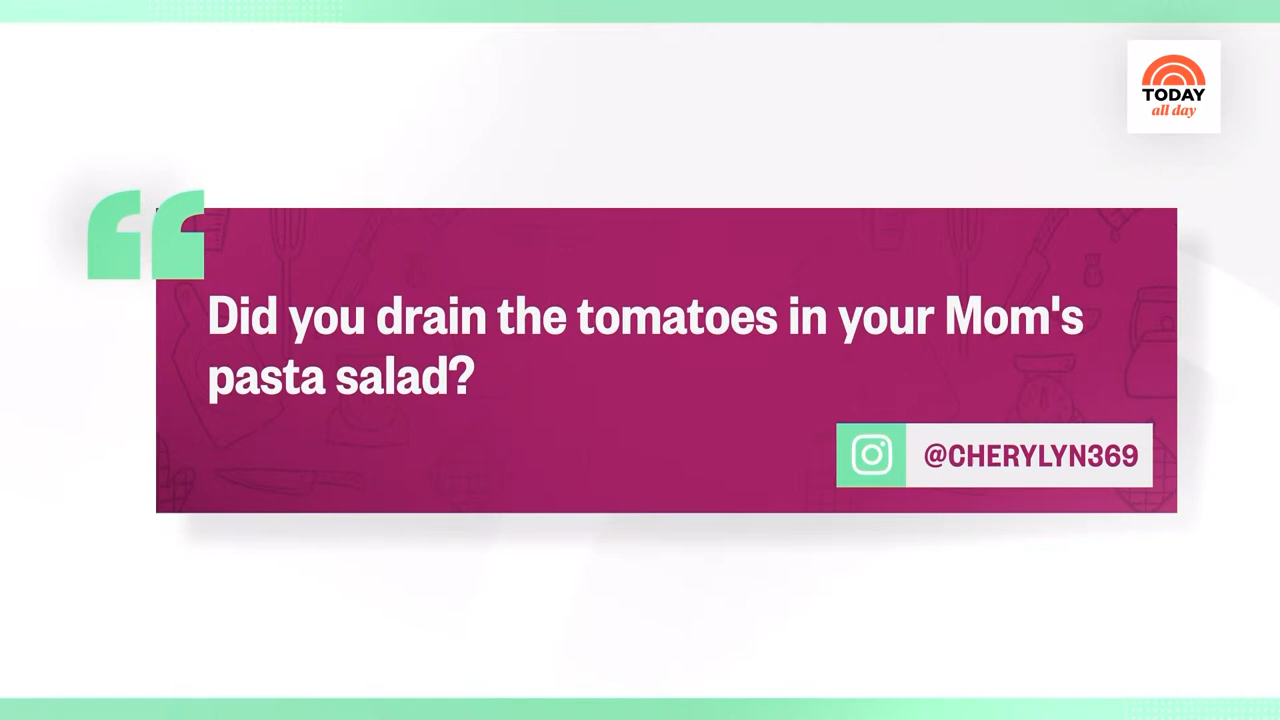 TODAY
all day
Did you drain the tomatoes in your Mom's
pasta salad?
@CHERYLYN369